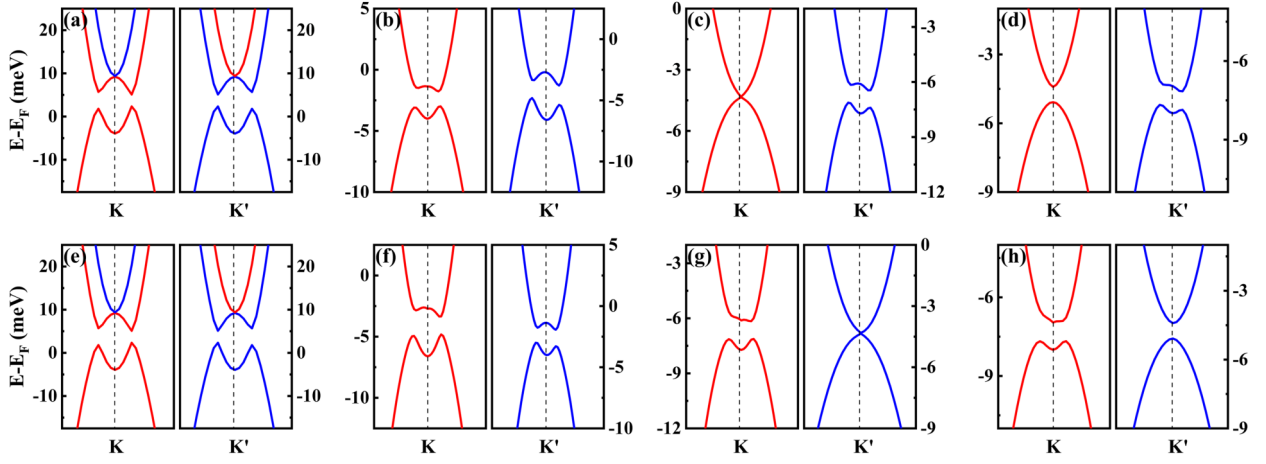 (a) (b) (c) (d)
E-E_F (meV)
20 10 0 -10
20 10 0 -10
5 0 -5 -10
0 -5 -10
0 -3 -6 -9
-2 -3 -6 -9 -12
-3 -6 -9
-6 -9
K K' K K' K K' K K'
(e) (f) (g) (h)
E-E_F (meV)
20 10 0 -10
20 10 0 -10
0 -5 -10
5 0 -5 -10
-2 -3 -6 -9 -12
0 -3 -6 -9
-6 -9
-3 -6 -9
K K' K K' K K' K K'